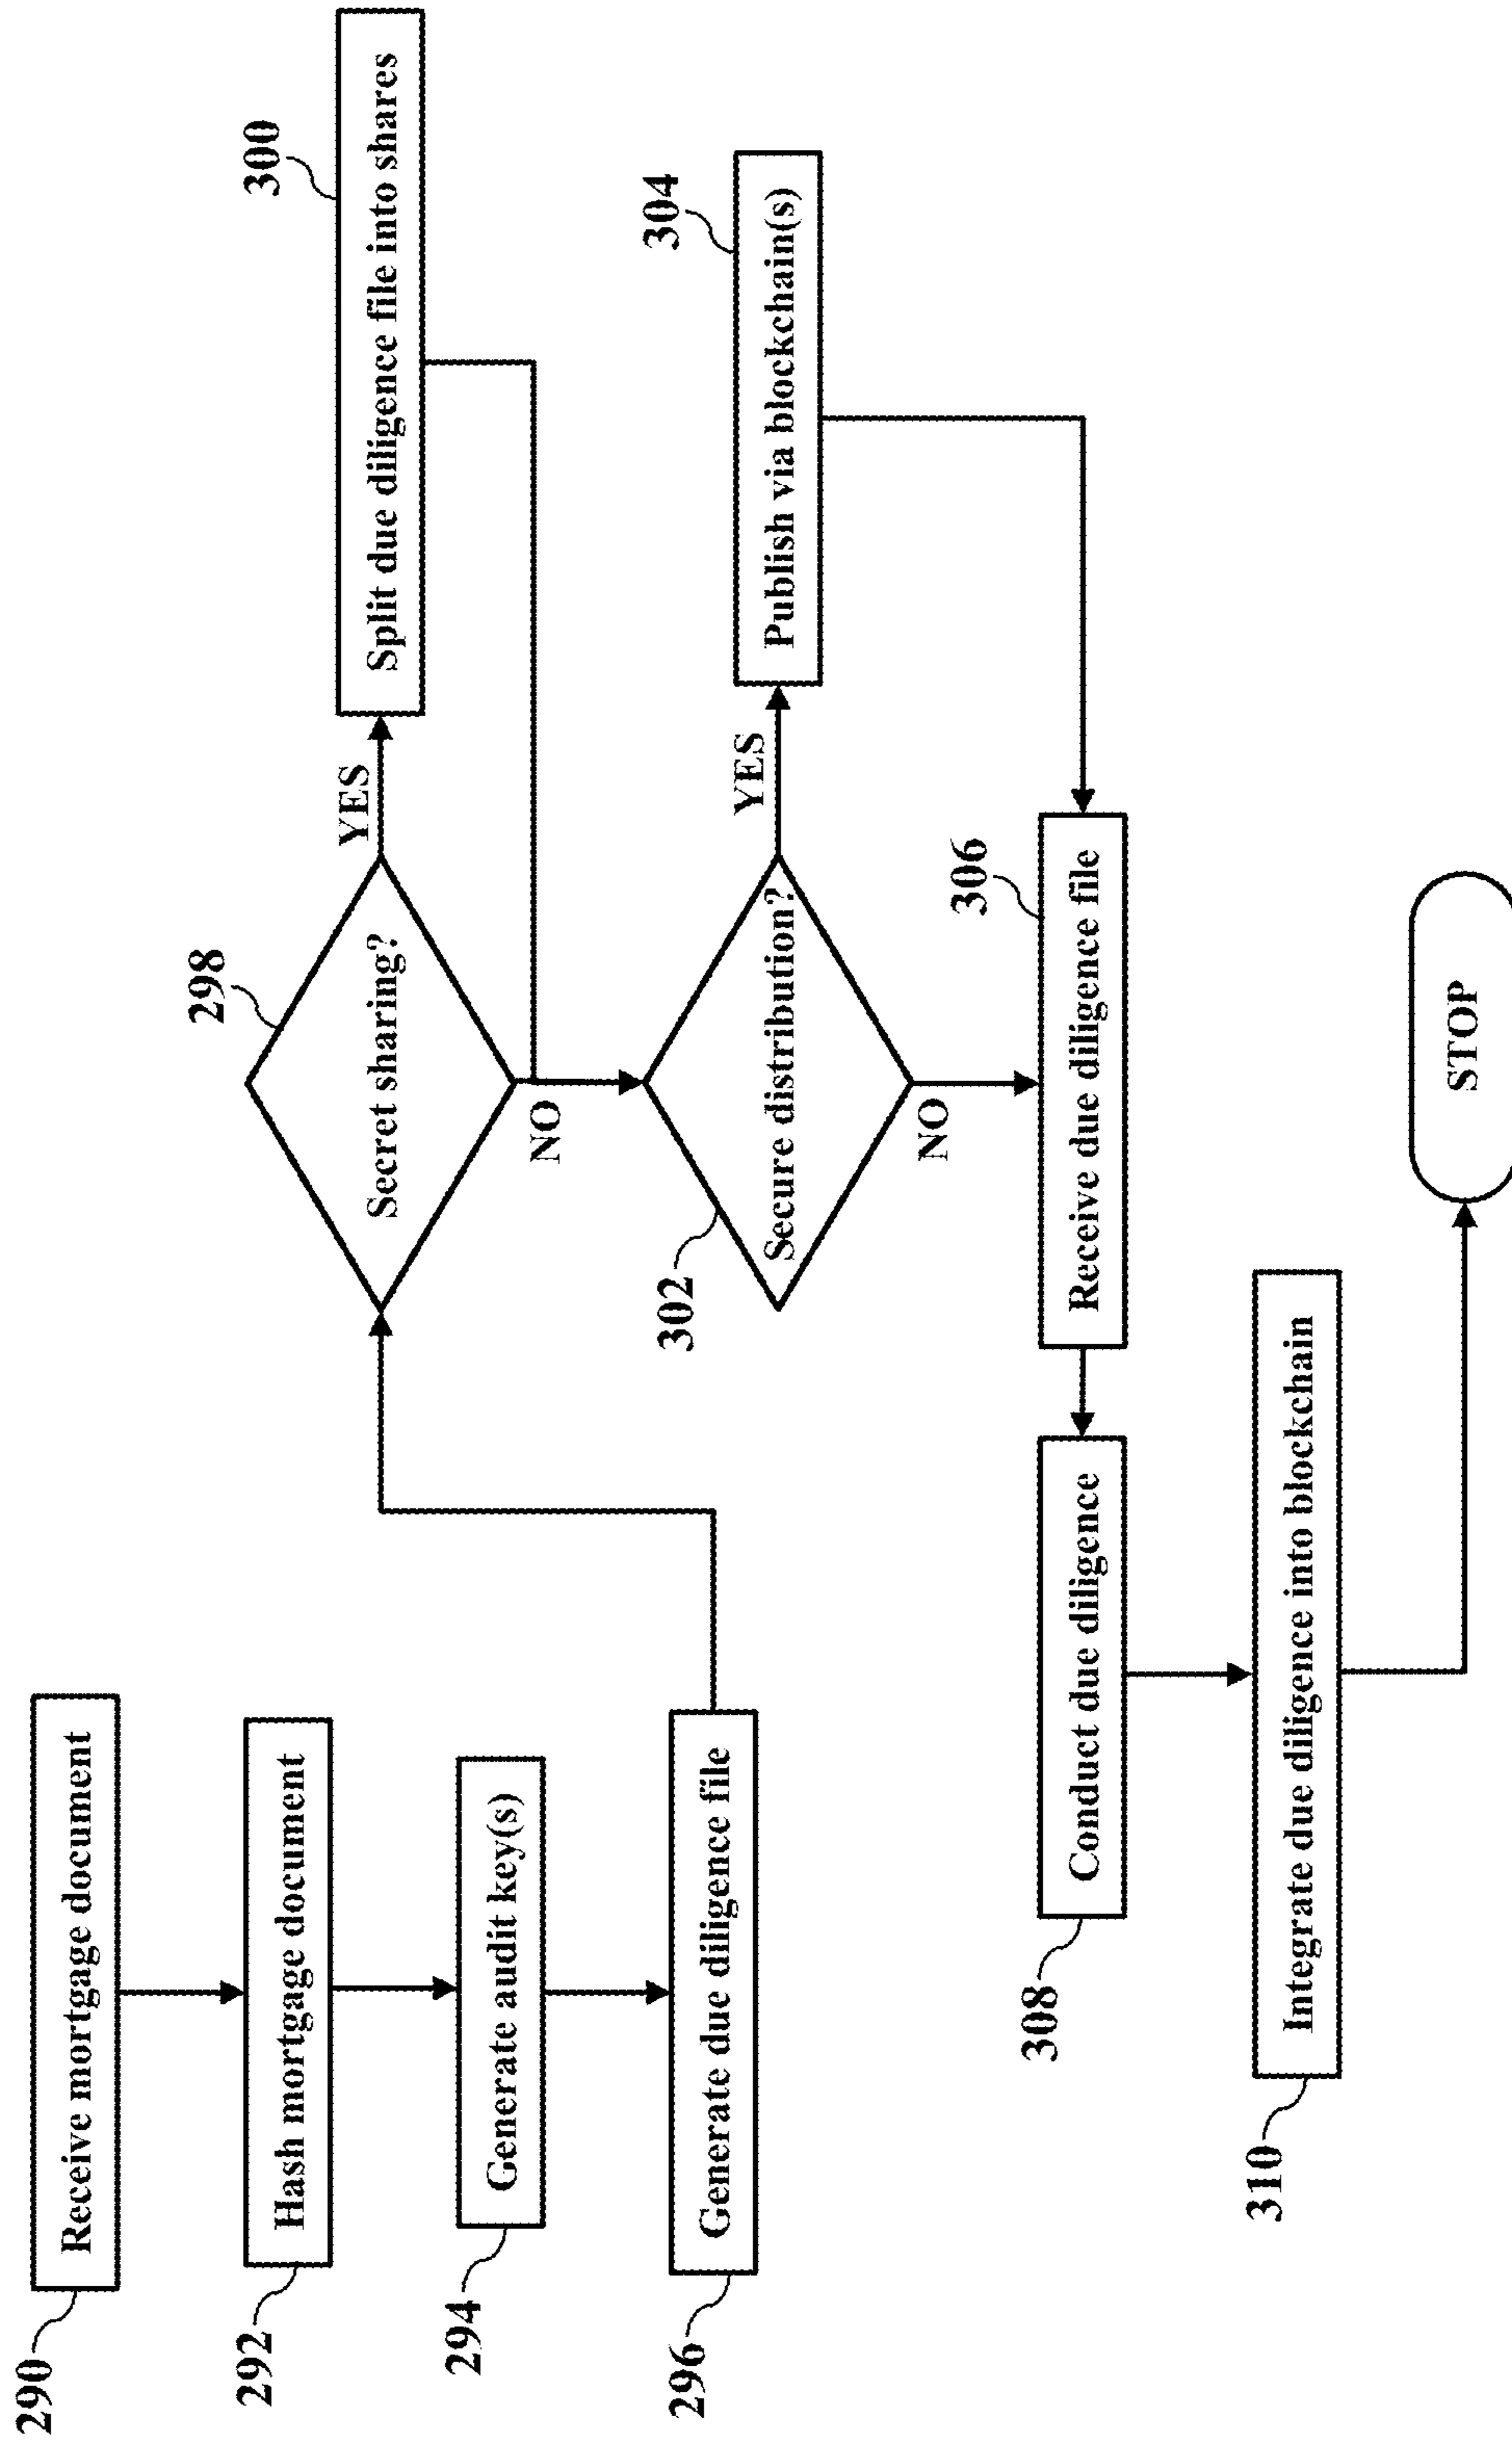 290
Receive mortgage document
292
Hash mortgage document
294
Generate audit key(s)
296
Generate due diligence file
298
Secret sharing?
YES
300
Split due diligence file into shares
NO
302
Secure distribution?
YES
304
Publish via blockchain(s)
NO
306
Receive due diligence file
308
Conduct due diligence
310
Integrate due diligence into blockchain
STOP